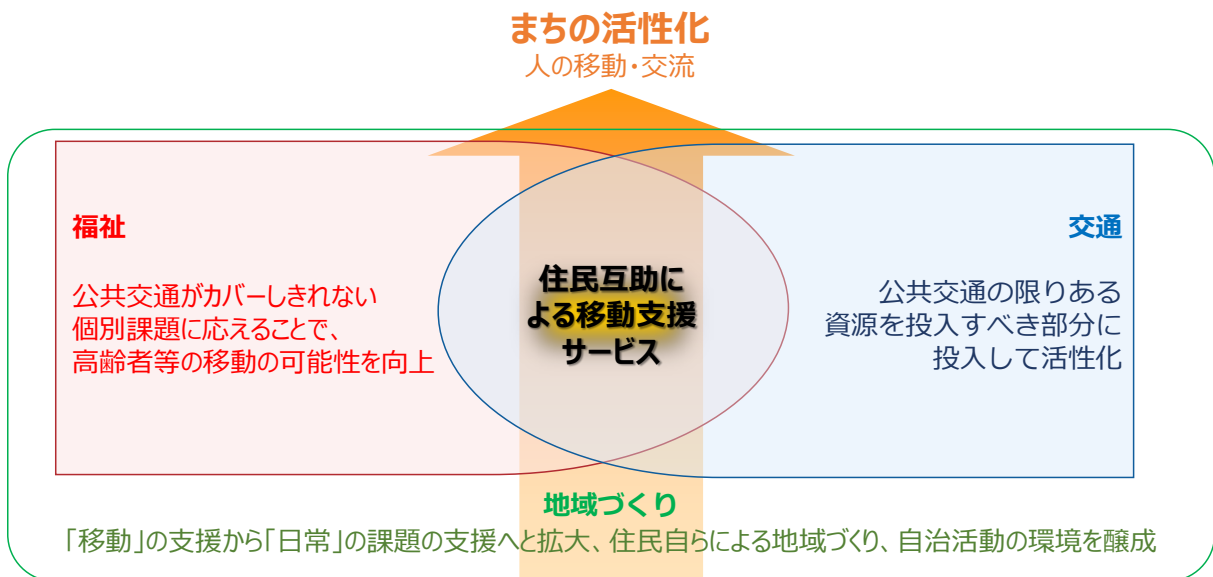 まちの活性化
人の移動・交流
福祉
公共交通がカバーしきれない
個別課題に応えることで、
高齢者等の移動の可能性を向上
住民互助に
よる移動支援
サービス
交通
公共交通の限りある
資源を投入すべき部分に
投入して活性化
地域づくり
「移動」の支援から「日常」の課題の支援へと拡大、住民自らによる地域づくり、自治活動の環境を醸成